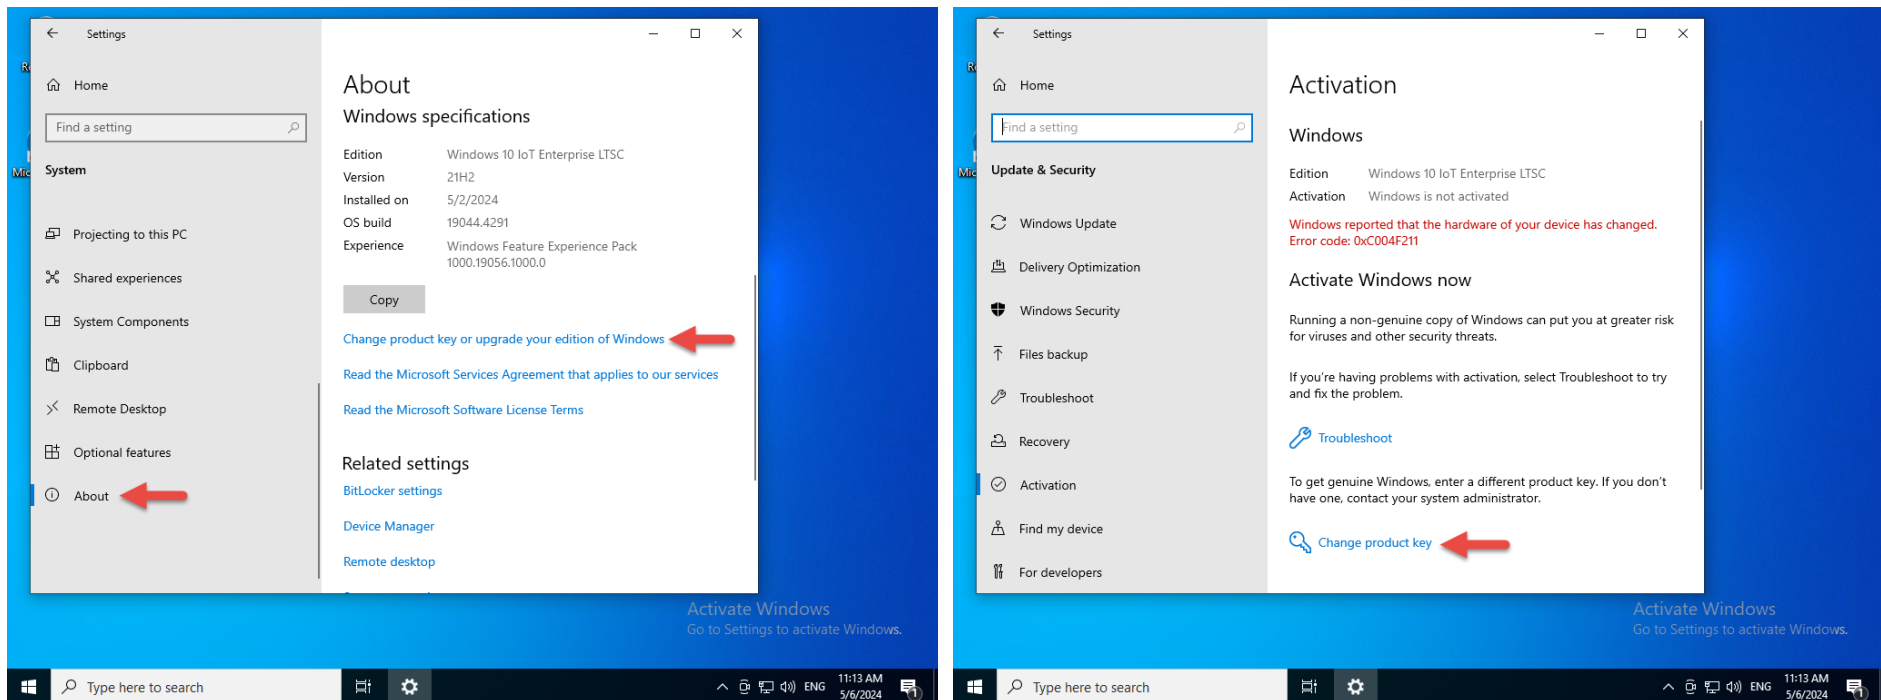 Settings
Home
Find a setting
System
Projecting to this PC
Shared experiences
System Components
Clipboard
Remote Desktop
Optional features
About
About
Windows specifications
Edition Windows 10 IoT Enterprise LTSC
Version 21H2
Installed on 5/2/2024
OS build 19044.4291
Experience Windows Feature Experience Pack
1000.19056.1000.0
Copy
Change product key or upgrade your edition of Windows
Read the Microsoft Services Agreement that applies to our services
Read the Microsoft Software License Terms
Related settings
BitLocker settings
Device Manager
Remote desktop
Activate Windows
Go to Settings to activate Windows.
Type here to search
ENG
11:13 AM
5/6/2024
1
Settings
Home
Find a setting
Update & Security
Windows Update
Delivery Optimization
Windows Security
Files backup
Troubleshoot
Recovery
Activation
Find my device
For developers
Activation
Windows
Edition Windows 10 IoT Enterprise LTSC
Activation Windows is not activated
Windows reported that the hardware of your device has changed.
Error code: 0xC004F211
Activate Windows now
Running a non-genuine copy of Windows can put you at greater risk
for viruses and other security threats.
If you're having problems with activation, select Troubleshoot to try
and fix the problem.
Troubleshoot
To get genuine Windows, enter a different product key. If you don't
have one, contact your system administrator.
Change product key
Activate Windows
Go to Settings to activate Windows.
Type here to search
ENG
11:13 AM
5/6/2024
1